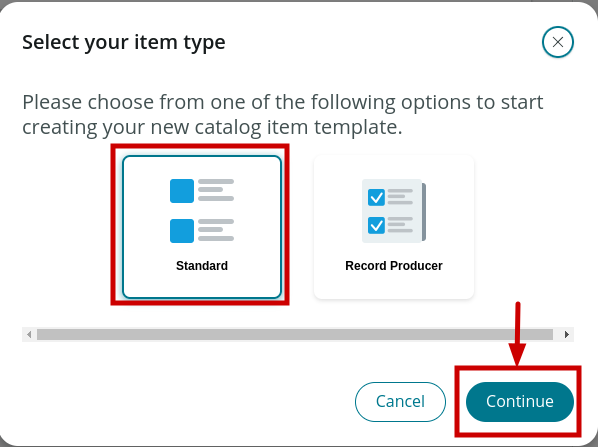 Select your item type
Please choose from one of the following options to start
creating your new catalog item template.
Standard
Record Producer
Cancel
Continue